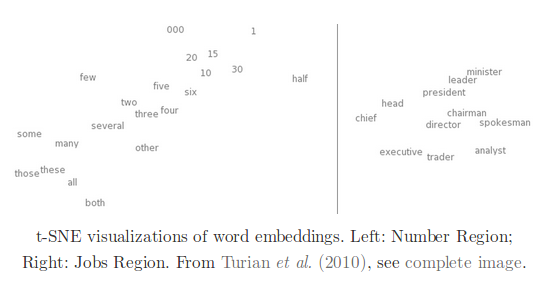 000
1
20
15
10
30
few
half
five
six
two
three
four
several
some
many
other
those
these
all
both
minister
leader
president
head
chief
chairman
director
spokesman
executive
trader
analyst
t-SNE visualizations of word embeddings. Left: Number Region;
Right: Jobs Region. From Turian et al. (2010), see complete image.